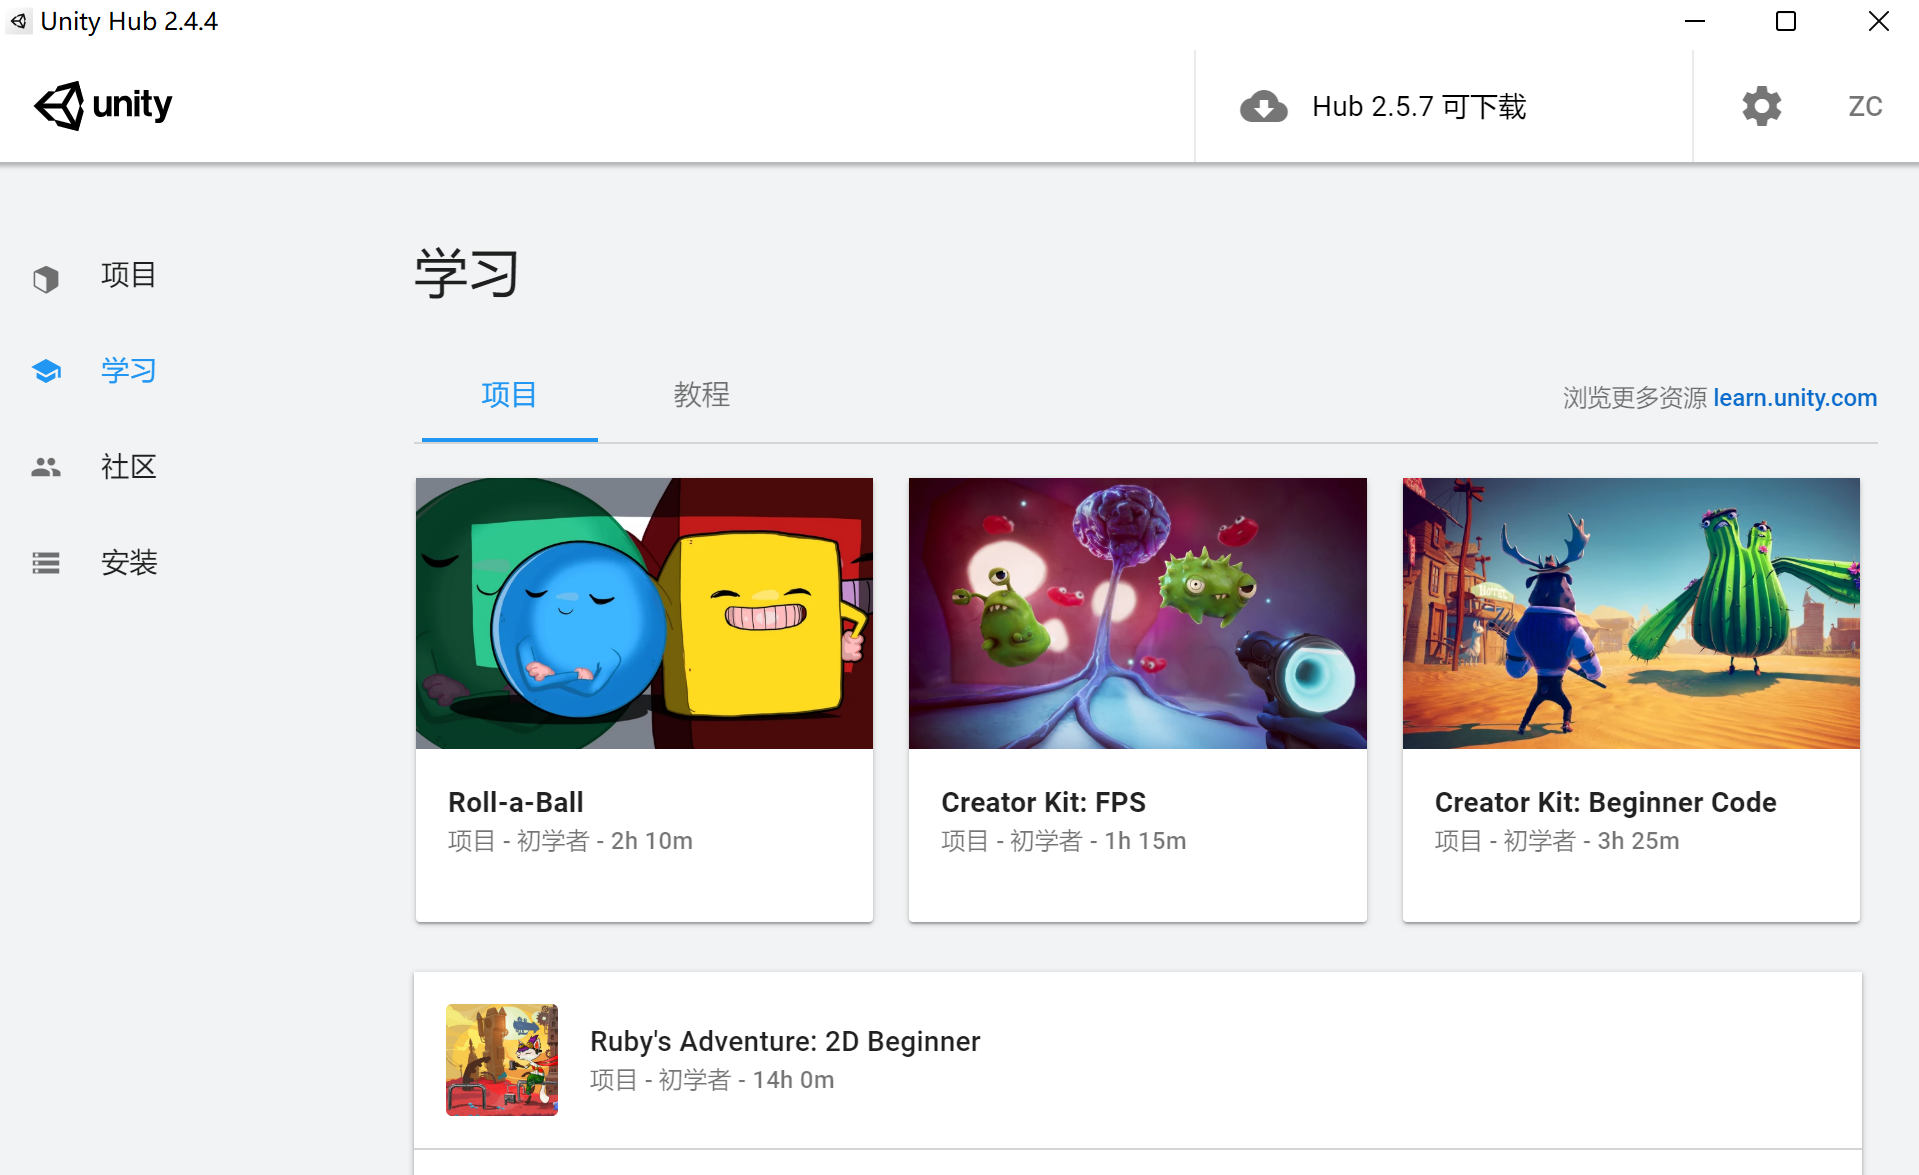 Unity Hub 2.4.4
unity
Hub 2.5.7 可下载
ZC
项目
学习
社区
安装
学习
项目
教程
浏览更多资源 learn.unity.com
HOTEL
Roll-a-Ball
项目 - 初学者 - 2h 10m
Creator Kit: FPS
项目 - 初学者 - 1h 15m
Creator Kit: Beginner Code
项目 - 初学者 - 3h 25m
Ruby's Adventure: 2D Beginner
项目 - 初学者 - 14h 0m